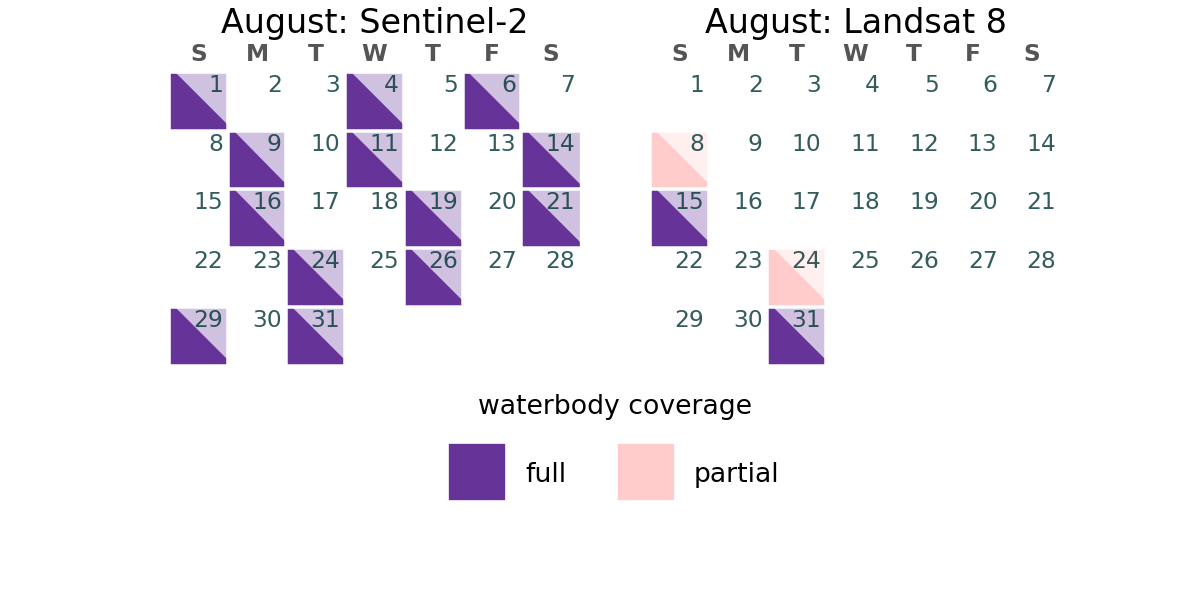 August: Sentinel-2
S M T W T F S
1 2 3 4 5 6 7
8 9 10 11 12 13 14
15 16 17 18 19 20 21
22 23 24 25 26 27 28
29 30 31
August: Landsat 8
S M T W T F S
1 2 3 4 5 6 7
8 9 10 11 12 13 14
15 16 17 18 19 20 21
22 23 24 25 26 27 28
29 30 31
waterbody coverage
full partial